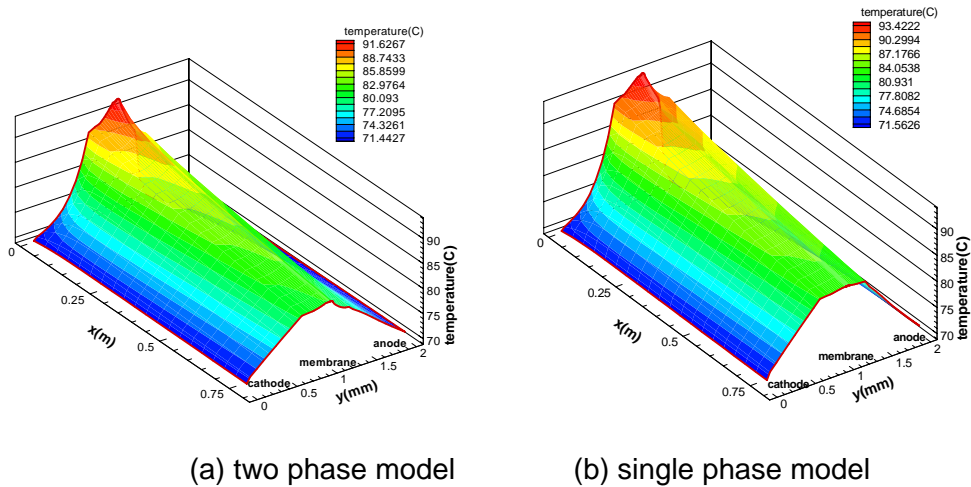 temperature(C)
91.6267
88.7433
85.8599
82.9764
80.093
77.2095
74.3261
71.4427
90
85
80
75
70
temperature(C)
0
0.25
0.5
0.75
x(m)
cathode
membrane
anode
0
0.5
1
1.5
2
y(mm)
(a) two phase model
temperature(C)
93.4222
90.2994
87.1766
84.0538
80.931
77.8082
74.6854
71.5626
90
85
80
75
70
temperature(C)
0
0.25
0.5
0.75
x(m)
cathode
membrane
anode
0
0.5
1
1.5
2
y(mm)
(b) single phase model